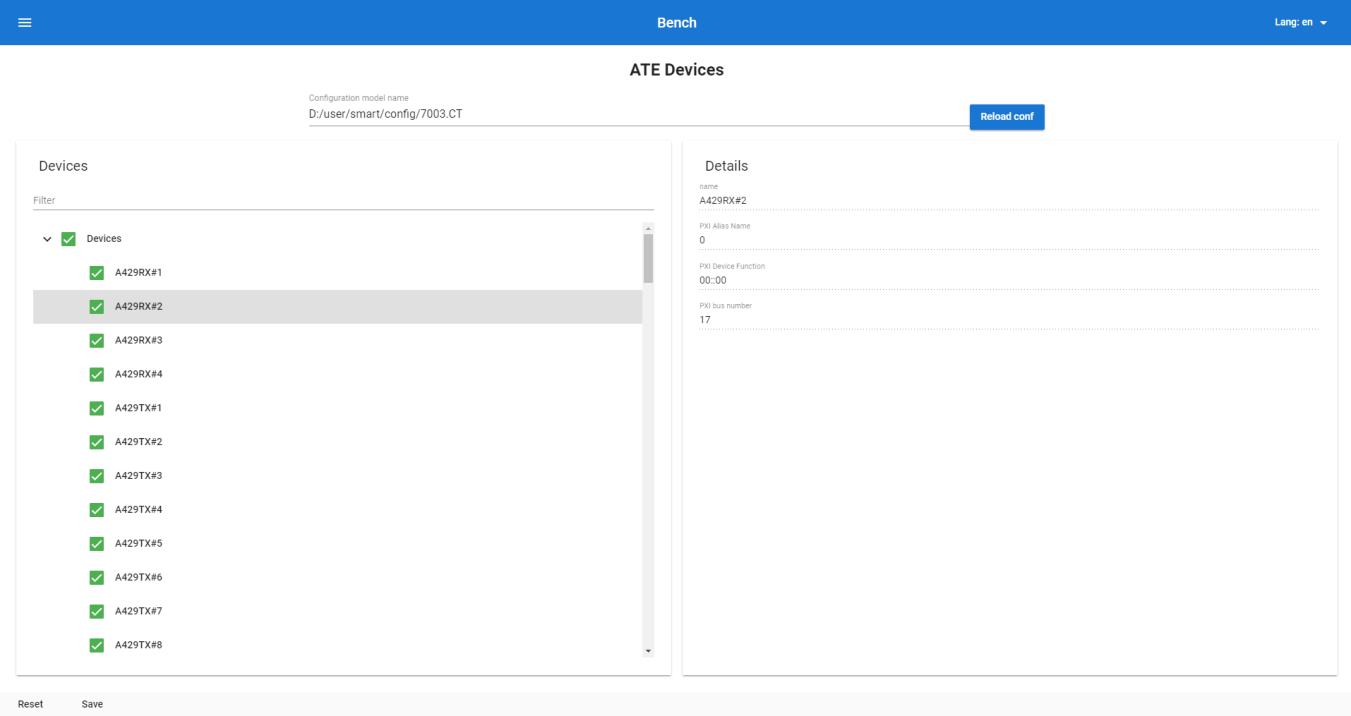 Bench
Lang: en
ATE Devices
Configuration model name
D:/user/smart/config/7003.CT
Reload conf
Devices
Filter
Devices
A429RX#1
A429RX#2
A429RX#3
A429RX#4
A429TX#1
A429TX#2
A429TX#3
A429TX#4
A429TX#5
A429TX#6
A429TX#7
A429TX#8
Details
name
A429RX#2
PXI Alias Name
0
PXI Device Function
00::00
PXI bus number
17
Reset
Save